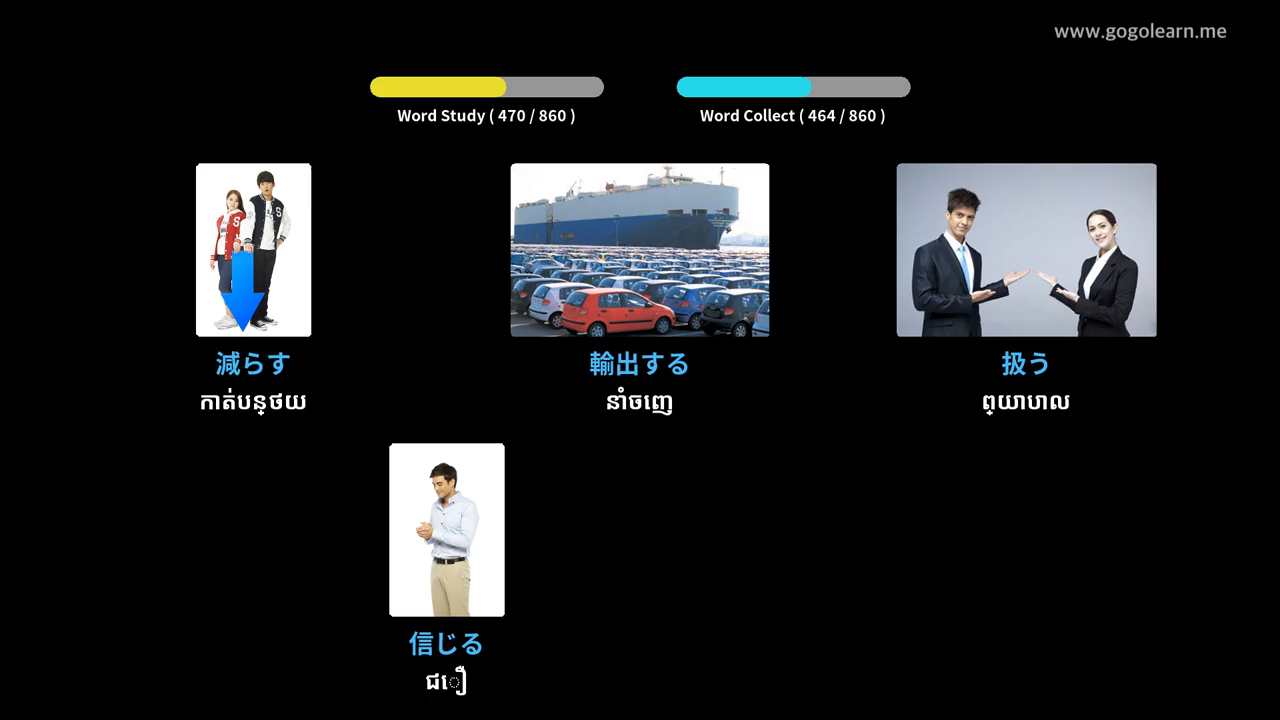 www.gogolearn.me
Word Study ( 470 / 860 )
Word Collect ( 464 / 860 )
減らす
輸出する
扱う
កាត់បន្ថយ
នាំចេញ
ព្យាបាល
信じる
ជឿ